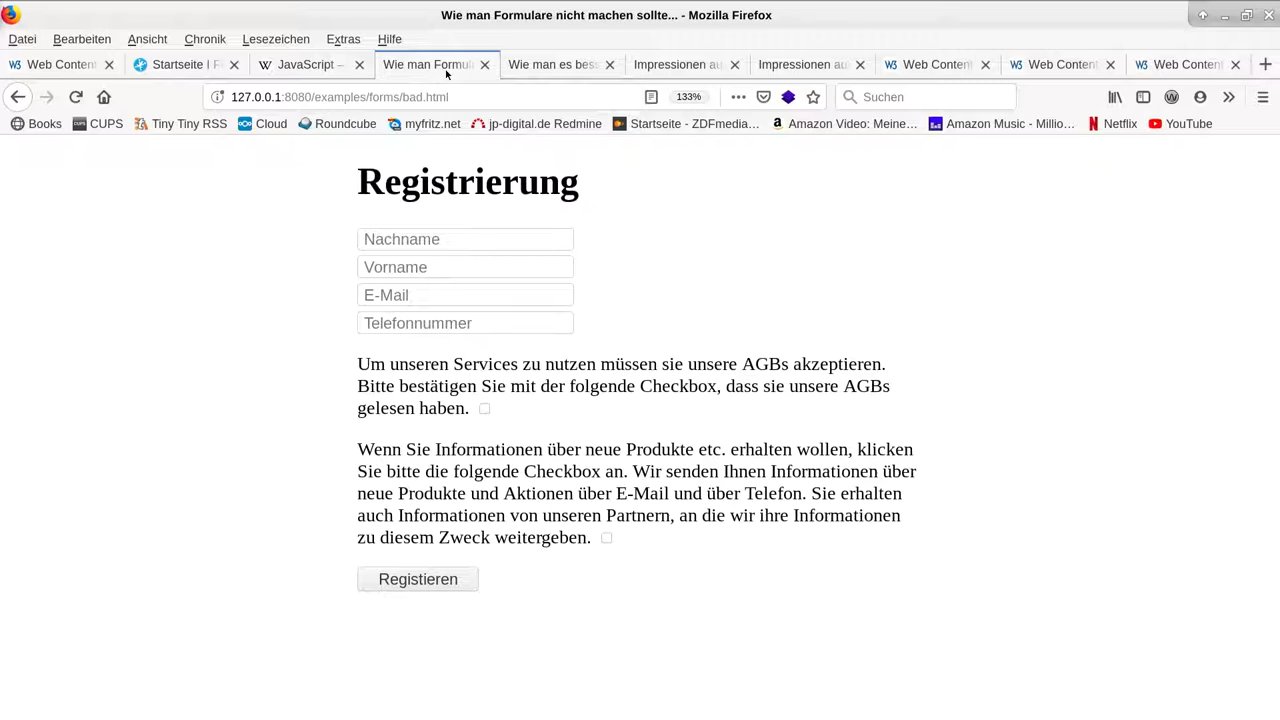 Wie man Formulare nicht machen sollte... - Mozilla Firefox
Datei Bearbeiten Ansicht Chronik Lesezeichen Extras Hilfe
Web Conten Startseite | F JavaScript – Wie man Formul Wie man es bes Impressionen au Impressionen au Web Conten Web Conten Web Conten
127.0.0.1:8080/examples/forms/bad.html 133% Suchen
Books CUPS Tiny Tiny RSS Cloud Roundcube myfritz.net jp-digital.de Redmine Startseite - ZDFmedia… Amazon Video: Meine… Amazon Music - Millio… Netflix YouTube
Registrierung
Nachname
Vorname
E-Mail
Telefonnummer
Um unseren Services zu nutzen müssen sie unsere AGBs akzeptieren.
Bitte bestätigen Sie mit der folgende Checkbox, dass sie unsere AGBs
gelesen haben.
Wenn Sie Informationen über neue Produkte etc. erhalten wollen, klicken
Sie bitte die folgende Checkbox an. Wir senden Ihnen Informationen über
neue Produkte und Aktionen über E-Mail und über Telefon. Sie erhalten
auch Informationen von unseren Partnern, an die wir ihre Informationen
zu diesem Zweck weitergeben.
Registieren